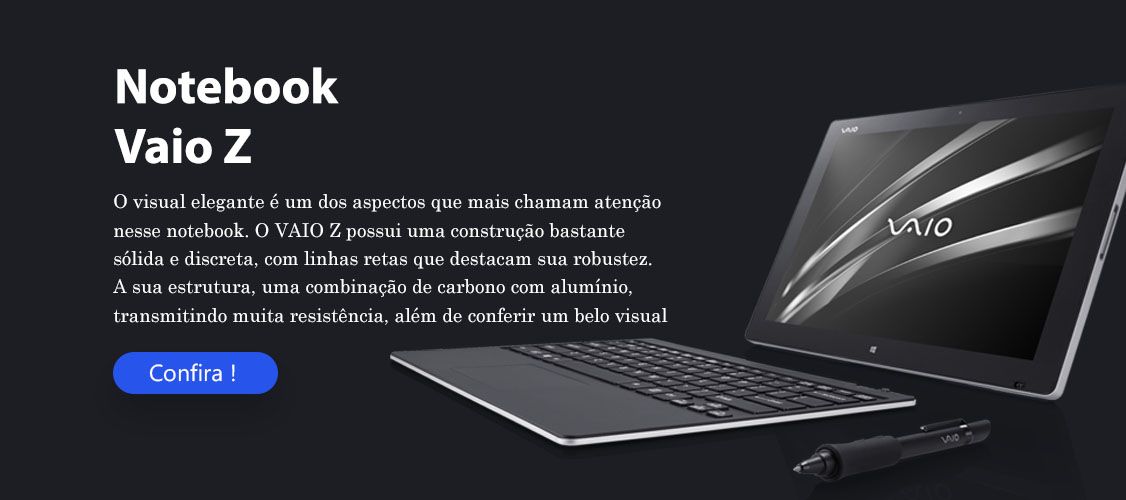 Notebook
Vaio Z
O visual elegante é um dos aspectos que mais chamam atenção
nesse notebook. O VAIO Z possui uma construção bastante
sólida e discreta, com linhas retas que destacam sua robustez.
A sua estrutura, uma combinação de carbono com alumínio,
transmitindo muita resistência, além de conferir um belo visual
Confira !
VAIO
VAIO
VAIO